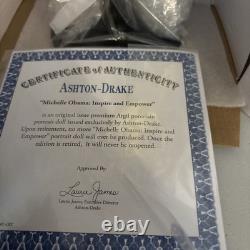 CERTIFICATE of AUTHENTICITY
ASHTON-DRAKE
"Michelle Obama: Inspire and Empower"
is an original issue premium Argil porcelain
portrait doll issued exclusively by Ashton-Drake.
Upon retirement, no more "Michelle Obama: Inspire and
Empower" portrait doll will ever be produced. Once the
edition is retired, it will never be reopened.
Approved By:
Laura James
Laura James, Director
Ashton-Drake